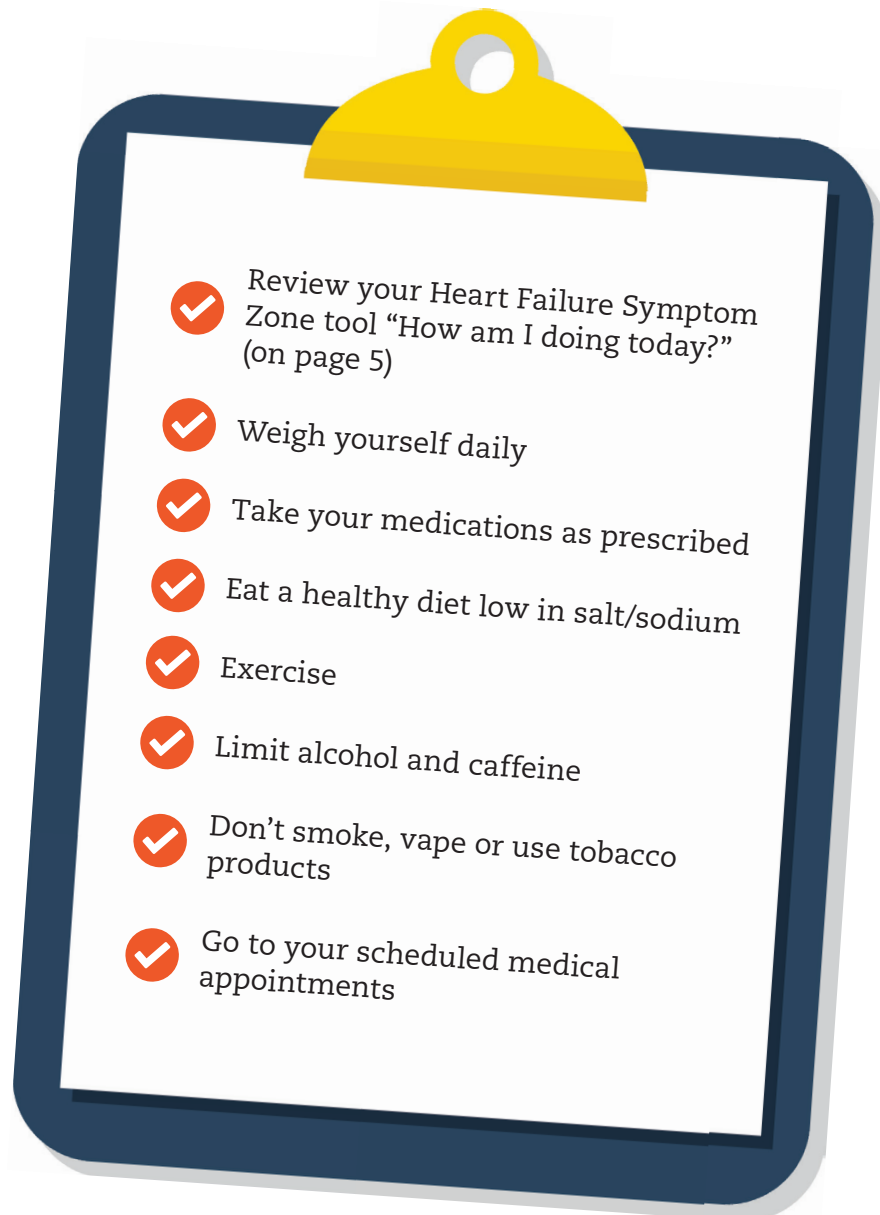 Review your Heart Failure Symptom
Zone tool “How am I doing today?”
(on page 5)
Weigh yourself daily
Take your medications as prescribed
Eat a healthy diet low in salt/sodium
Exercise
Limit alcohol and caffeine
Don’t smoke, vape or use tobacco
products
Go to your scheduled medical
appointments